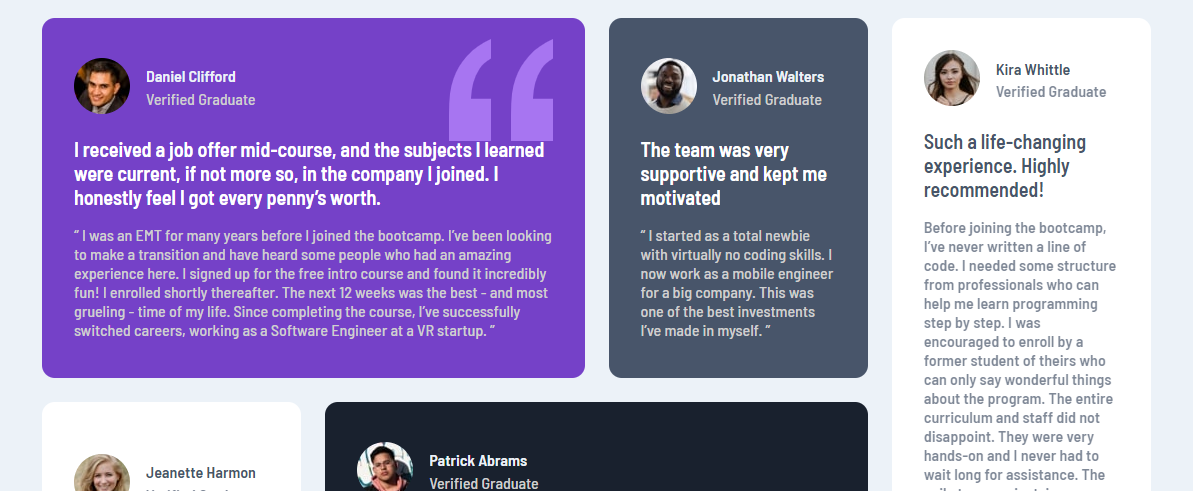 Daniel Clifford
Verified Graduate
I received a job offer mid-course, and the subjects I learned
were current, if not more so, in the company I joined. I
honestly feel I got every penny’s worth.
“ I was an EMT for many years before I joined the bootcamp. I’ve been looking
to make a transition and have heard some people who had an amazing
experience here. I signed up for the free intro course and found it incredibly
fun! I enrolled shortly thereafter. The next 12 weeks was the best - and most
grueling - time of my life. Since completing the course, I’ve successfully
switched careers, working as a Software Engineer at a VR startup. ”
Jonathan Walters
Verified Graduate
The team was very
supportive and kept me
motivated
“ I started as a total newbie
with virtually no coding skills. I
now work as a mobile engineer
for a big company. This was
one of the best investments
I’ve made in myself. ”
Kira Whittle
Verified Graduate
Such a life-changing
experience. Highly
recommended!
Before joining the bootcamp,
I’ve never written a line of
code. I needed some structure
from professionals who can
help me learn programming
step by step. I was
encouraged to enroll by a
former student of theirs who
can only say wonderful things
about the program. The entire
curriculum and staff did not
disappoint. They were very
hands-on and I never had to
wait long for assistance. The
Jeanette Harmon
Patrick Abrams
Verified Graduate